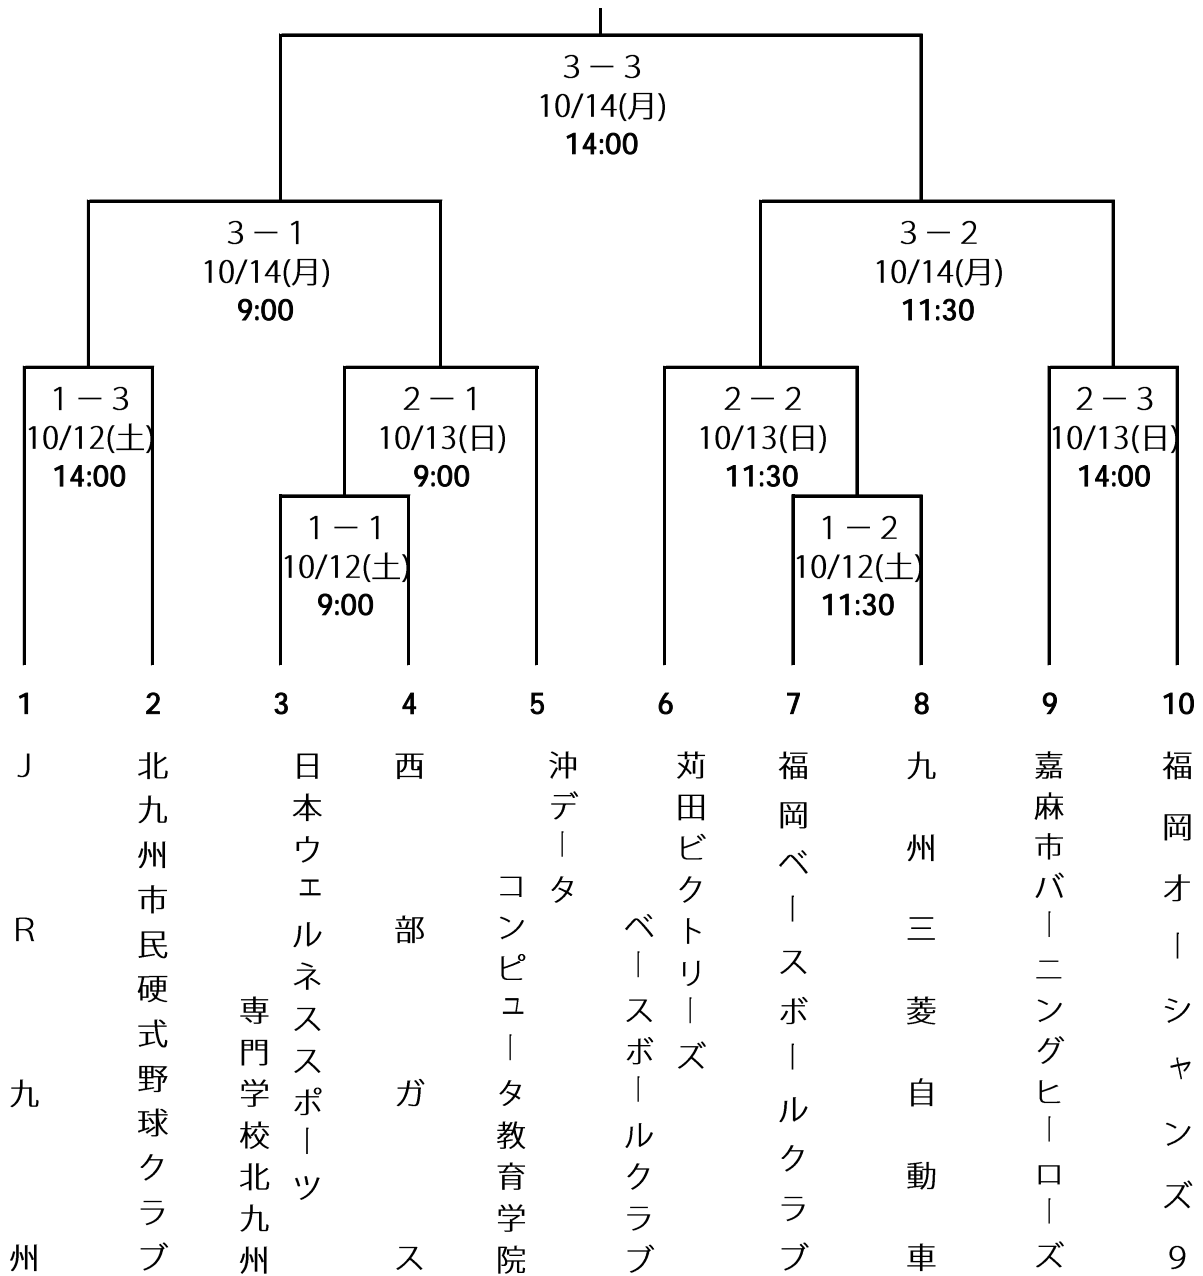 3－3
10/14(月)
14:00
3－1
10/14(月)
9:00
3－2
10/14(月)
11:30
1－3
10/12(土)
14:00
2－1
10/13(日)
9:00
2－2
10/13(日)
11:30
2－3
10/13(日)
14:00
1－1
10/12(土)
9:00
1－2
10/12(土)
11:30
1
2
3
4
5
6
7
8
9
10
JR九州
北九州市民硬式野球クラブ
日本ウェルネススポーツ
専門学校北九州
西部ガス
沖データ
コンピュータ教育学院
苅田ビクトリーズ
ベースボールクラブ
福岡ベースボールクラブ
九州三菱自動車
嘉麻市バーニングヒーローズ
福岡オーシャンズ9